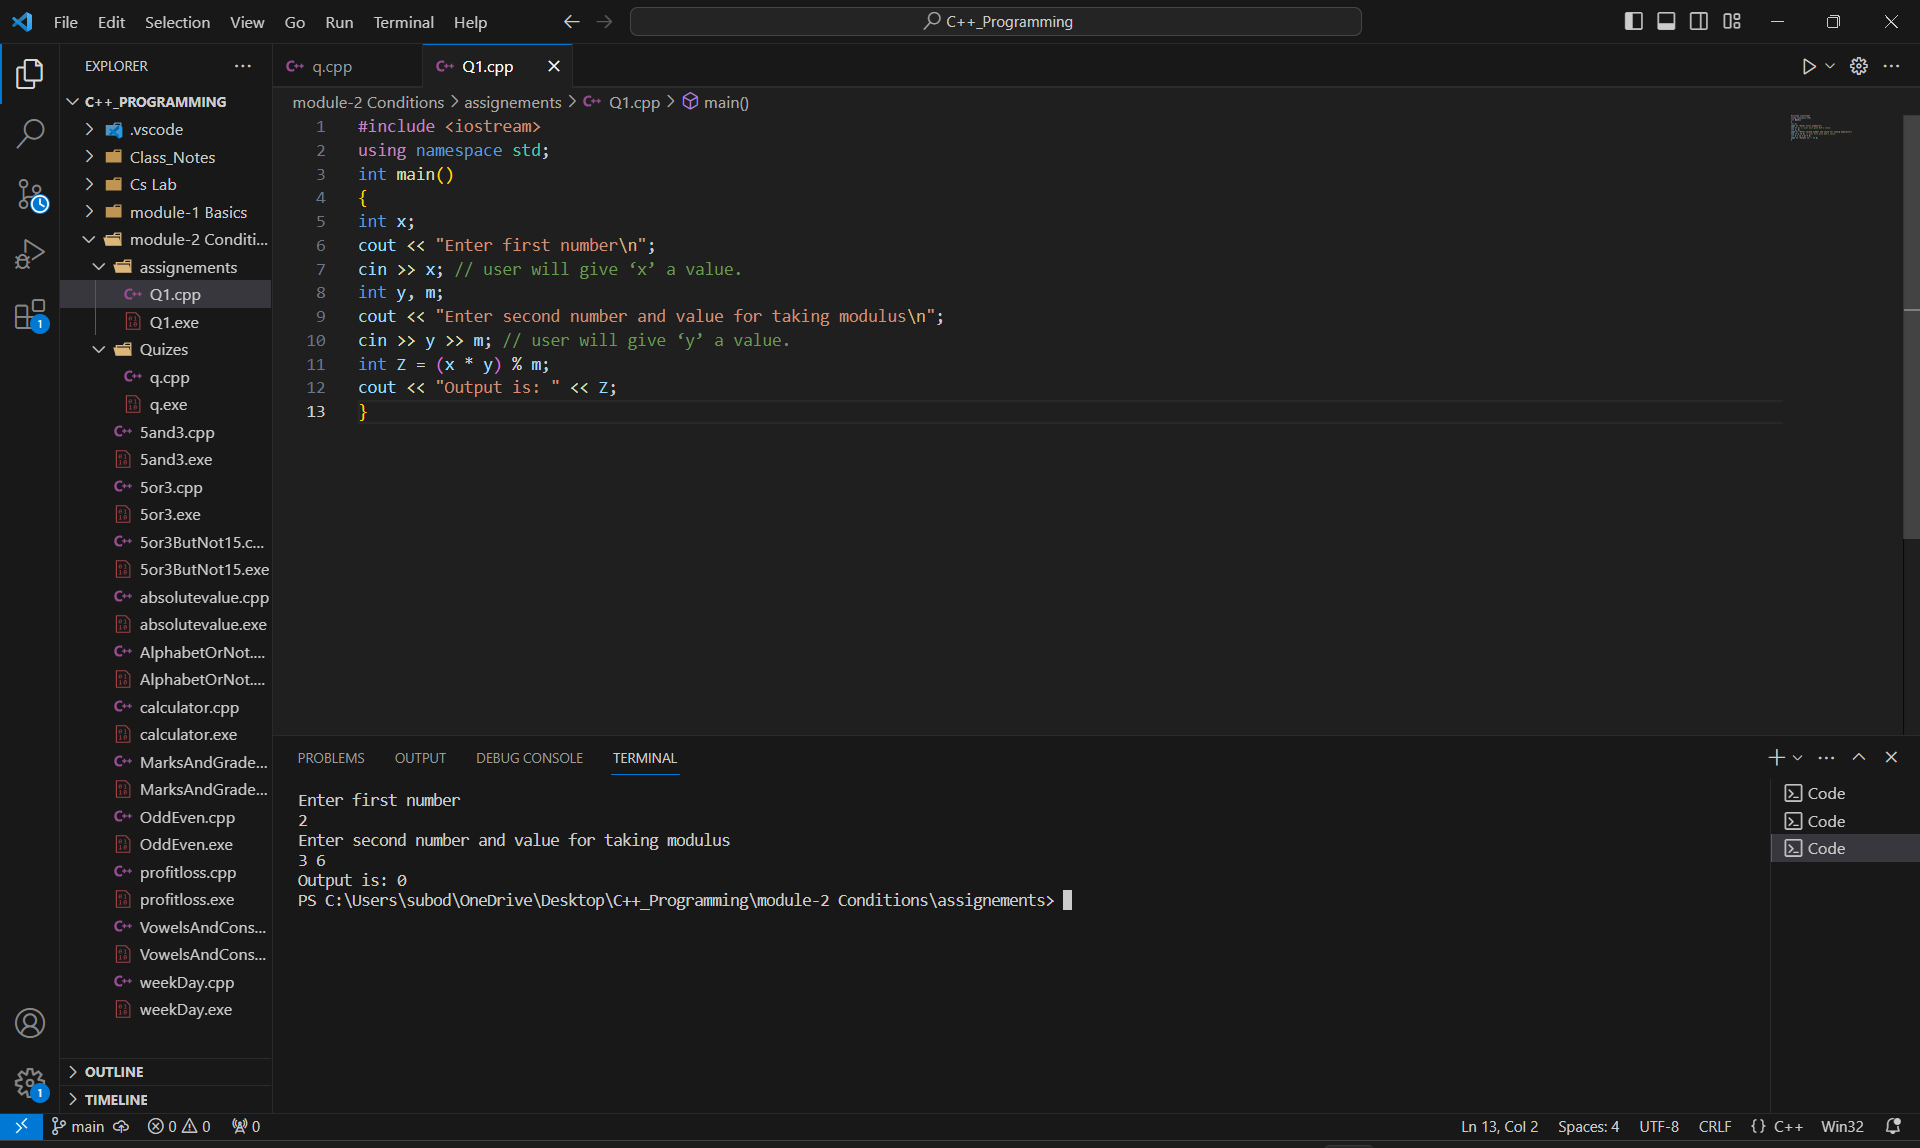 File Edit Selection View Go Run Terminal Help
C++_Programming
EXPLORER
C++_PROGRAMMING
.vscode
Class_Notes
Cs Lab
module-1 Basics
module-2 Conditi...
assignements
Q1.cpp
Q1.exe
Quizes
q.cpp
q.exe
5and3.cpp
5and3.exe
5or3.cpp
5or3.exe
5or3ButNot15.c...
5or3ButNot15.exe
absolutevalue.cpp
absolutevalue.exe
AlphabetOrNot....
AlphabetOrNot....
calculator.cpp
calculator.exe
MarksAndGrade...
MarksAndGrade...
OddEven.cpp
OddEven.exe
profitloss.cpp
profitloss.exe
VowelsAndCons...
VowelsAndCons...
weekDay.cpp
weekDay.exe
OUTLINE
TIMELINE
q.cpp Q1.cpp
module-2 Conditions > assignements > Q1.cpp > main()
1 #include <iostream>
2 using namespace std;
3 int main()
4 {
5 int x;
6 cout << "Enter first number\n";
7 cin >> x; // user will give ‘x’ a value.
8 int y, m;
9 cout << "Enter second number and value for taking modulus\n";
10 cin >> y >> m; // user will give ‘y’ a value.
11 int Z = (x * y) % m;
12 cout << "Output is: " << Z;
13 }
PROBLEMS OUTPUT DEBUG CONSOLE TERMINAL
Enter first number
2
Enter second number and value for taking modulus
3 6
Output is: 0
PS C:\Users\subod\OneDrive\Desktop\C++_Programming\module-2 Conditions\assignements>
Code
Code
Code
1
1
main 0 0 0
Ln 13, Col 2 Spaces: 4 UTF-8 CRLF {} C++ Win32